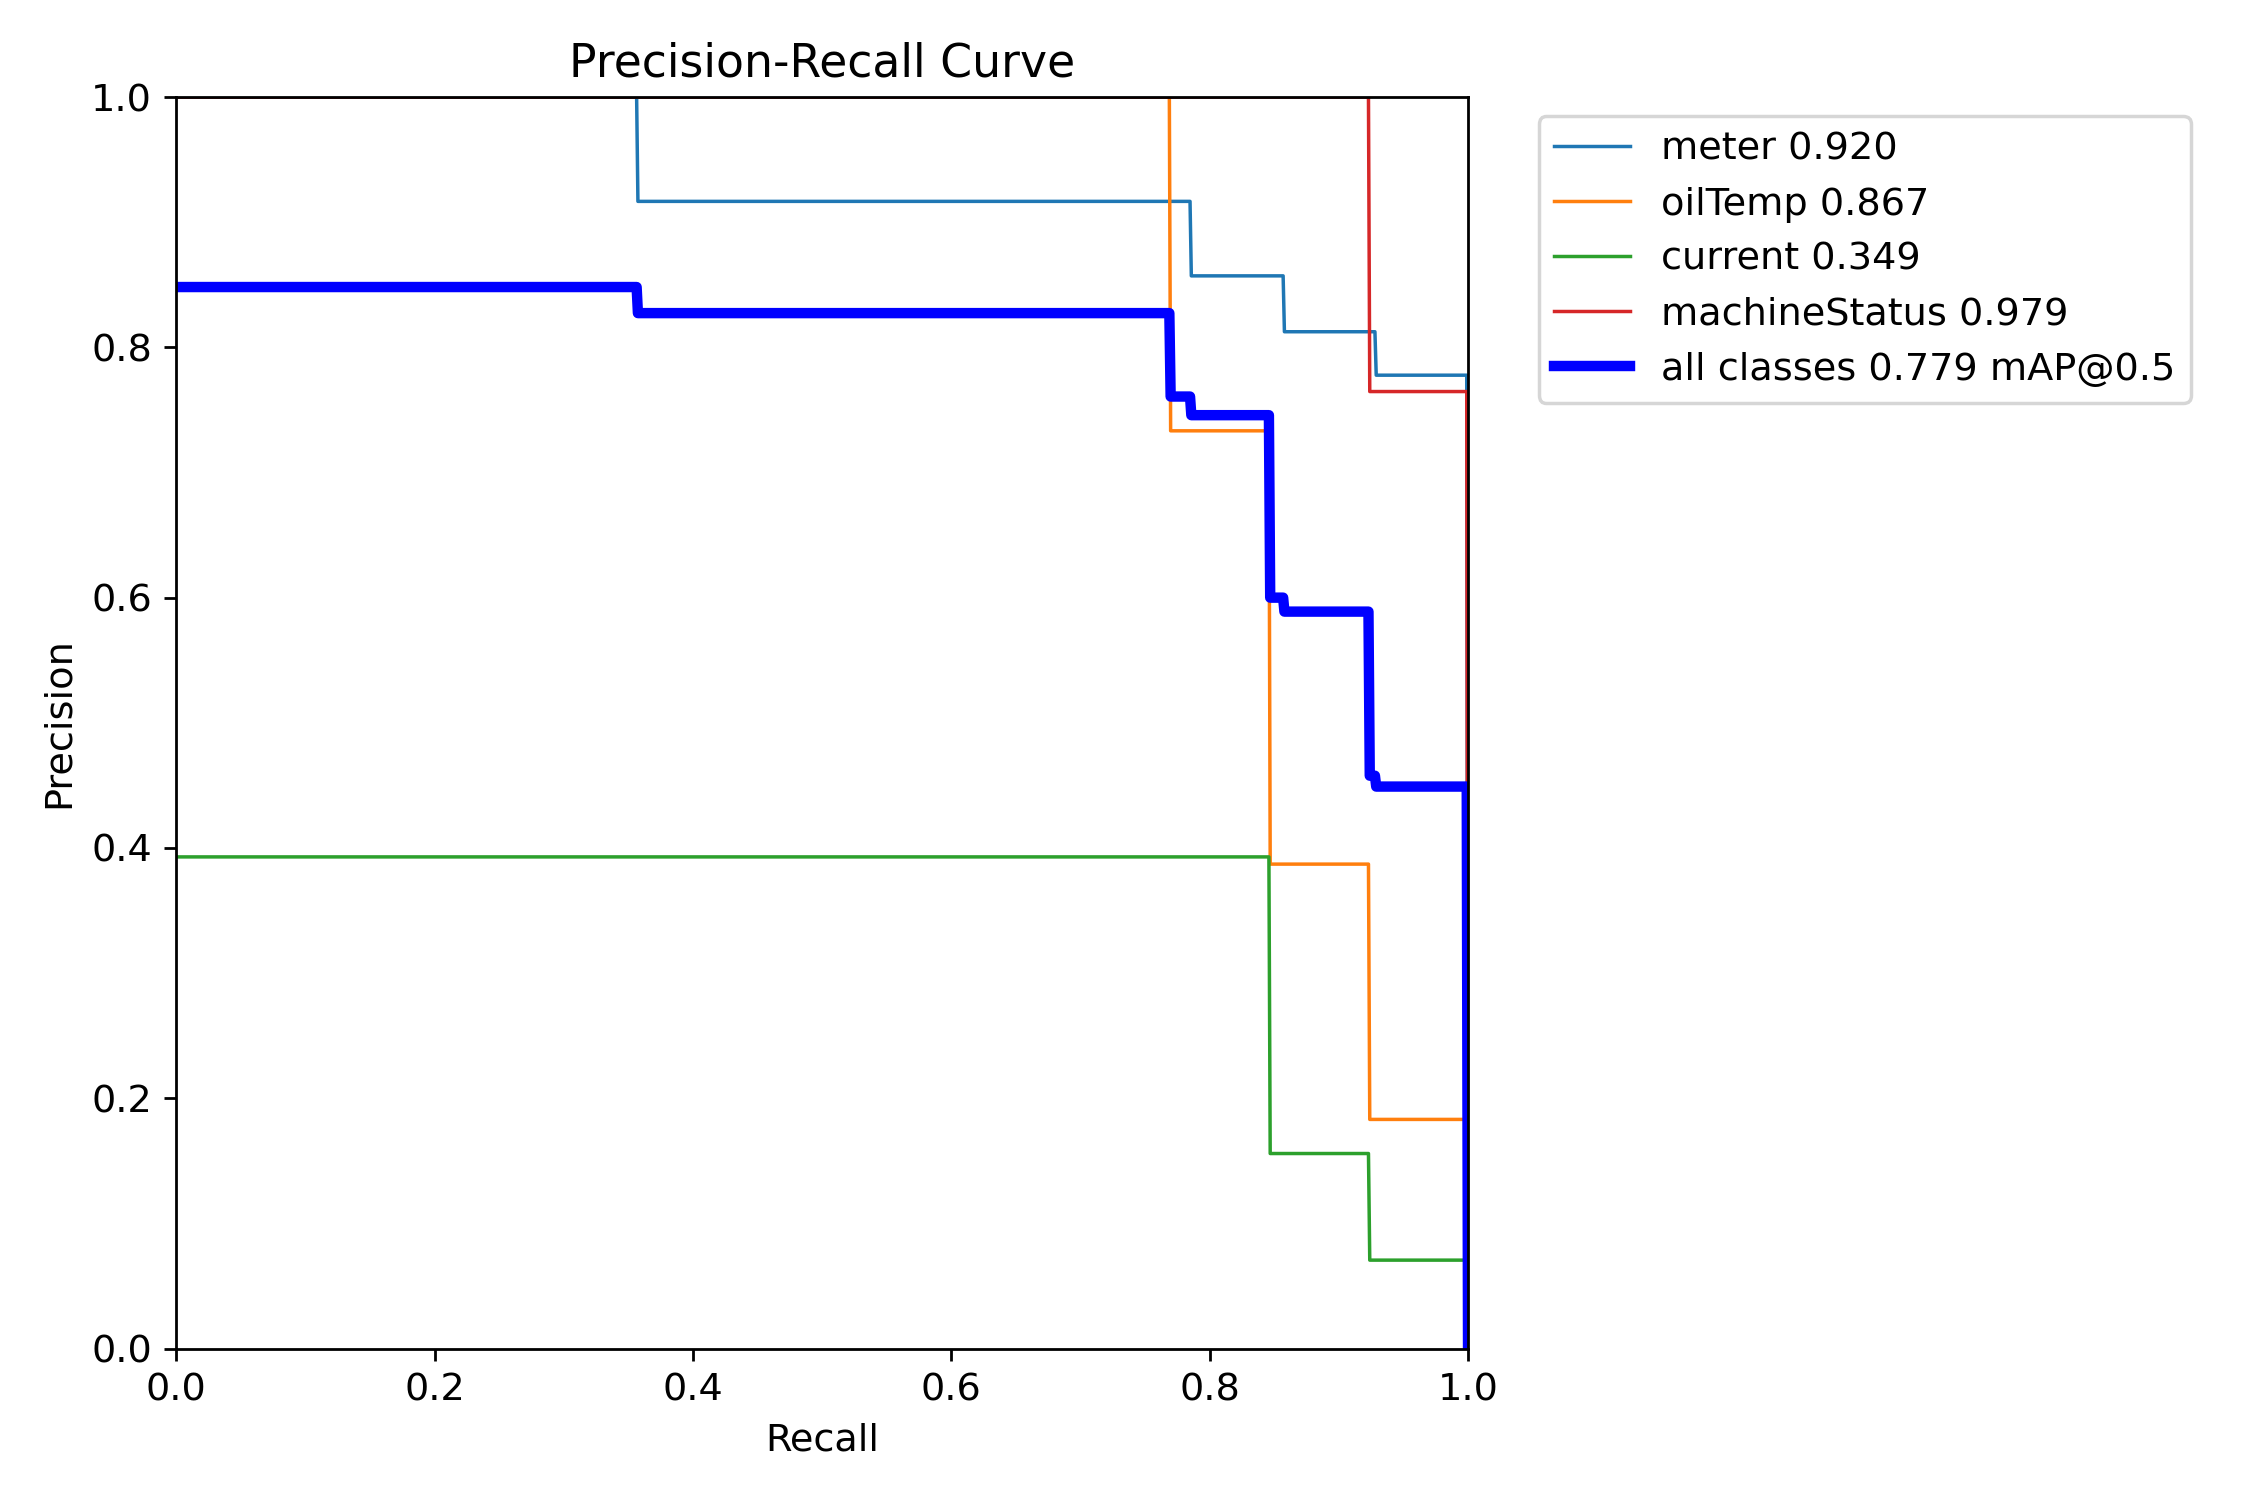 Precision-Recall Curve
1.0
0.8
0.6
0.4
0.2
0.0
Precision
0.0 0.2 0.4 0.6 0.8 1.0
Recall
meter 0.920
oilTemp 0.867
current 0.349
machineStatus 0.979
all classes 0.779 mAP@0.5